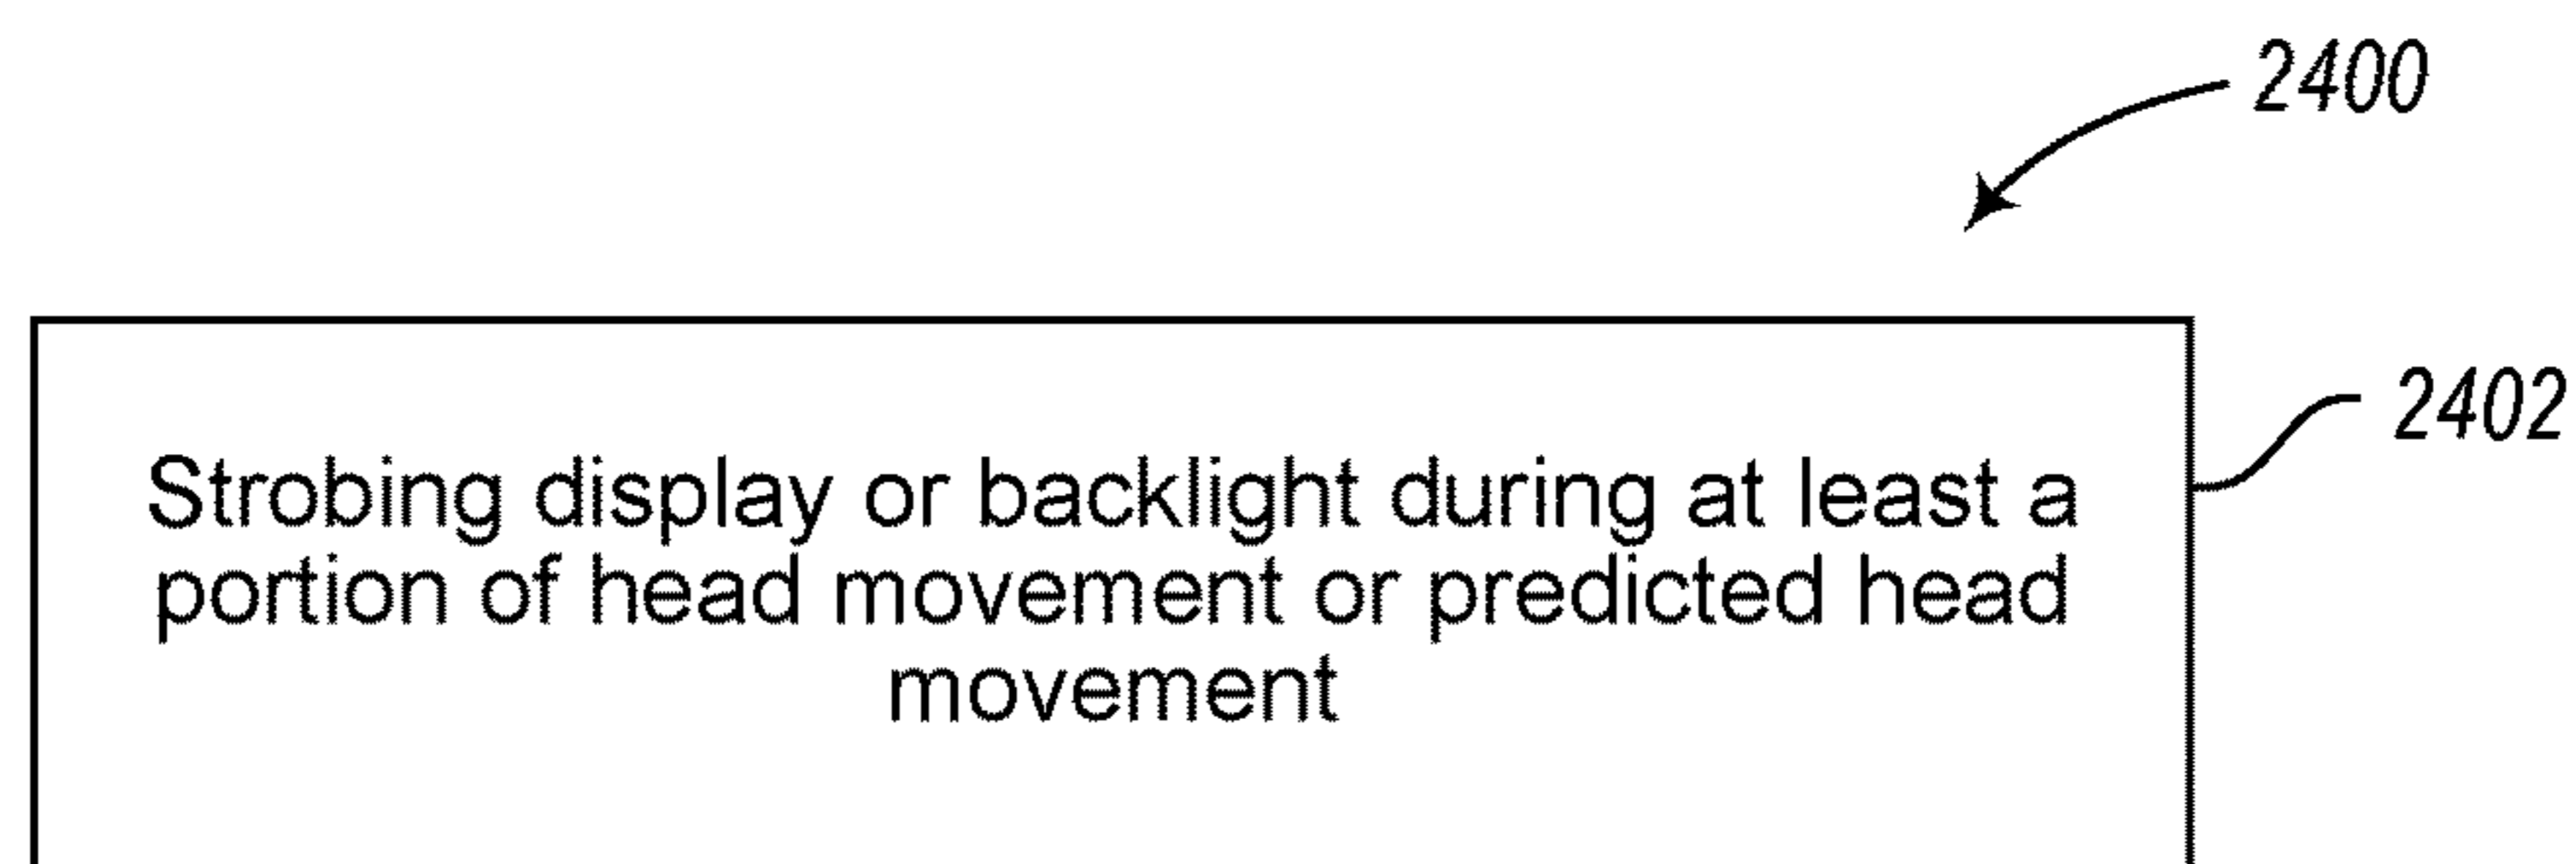 2400
2402
Strobing display or backlight during at least a
portion of head movement or predicted head
movement